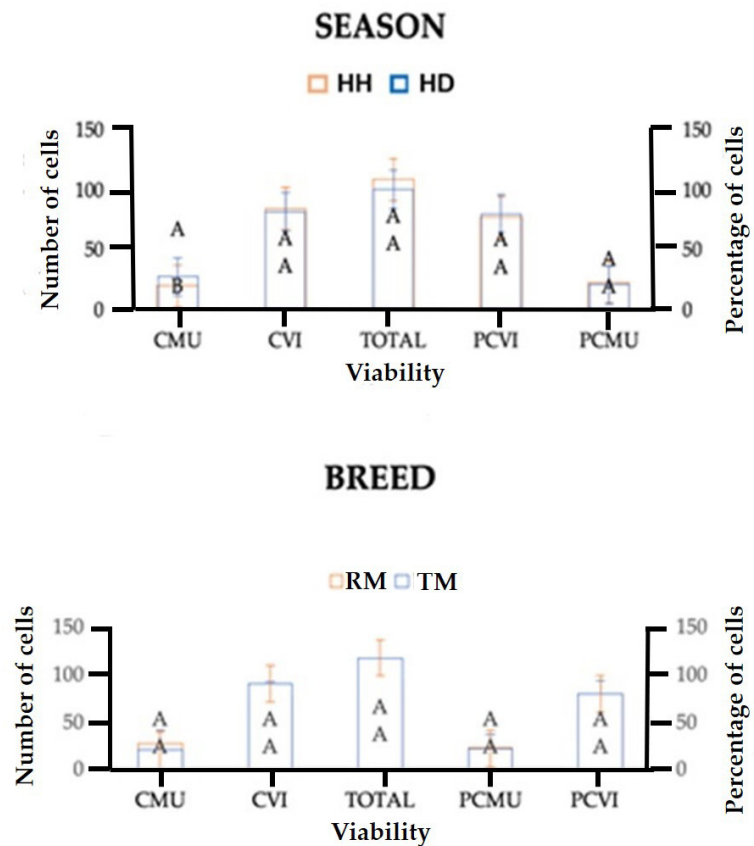 SEASON
HH HD
Number of cells
Percentage of cells
150 150
100 100
A
A A
50 A A A 50
A A A
B A
0 0
CMU CVI TOTAL PCVI PCMU
Viability
BREED
RM TM
Number of cells
Percentage of cells
150 150
100 100
A
50 A A A A 50
A
A A A A
0 0
CMU CVI TOTAL PCMU PCVI
Viability